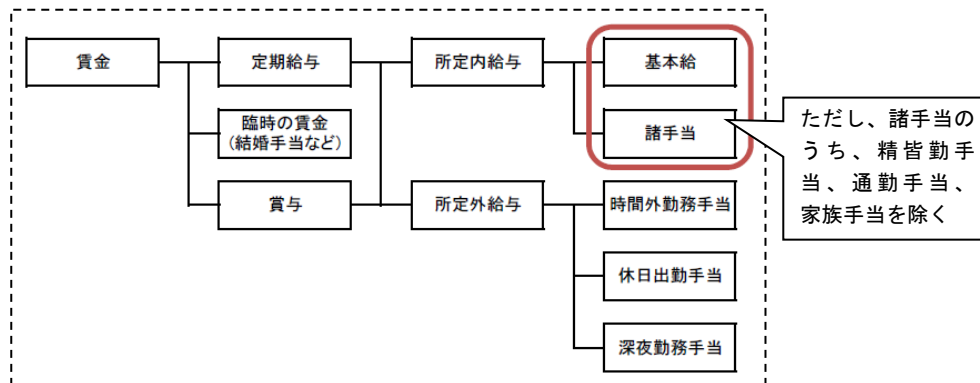 賃金
定期給与
所定内給与
基本給
臨時の賃金
(結婚手当など)
諸手当
ただし、諸手当の
うち、精皆勤手
当、通勤手当、
家族手当を除く
賞与
所定外給与
時間外勤務手当
休日出勤手当
深夜勤務手当